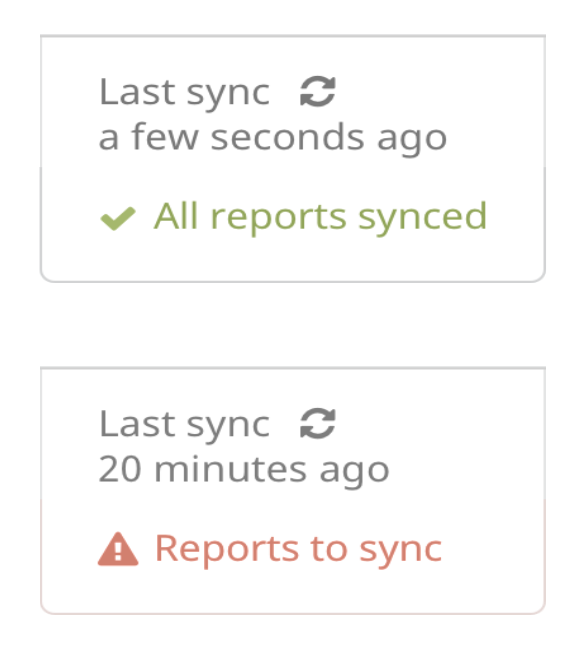 Last sync
a few seconds ago
All reports synced
Last sync
20 minutes ago
Reports to sync